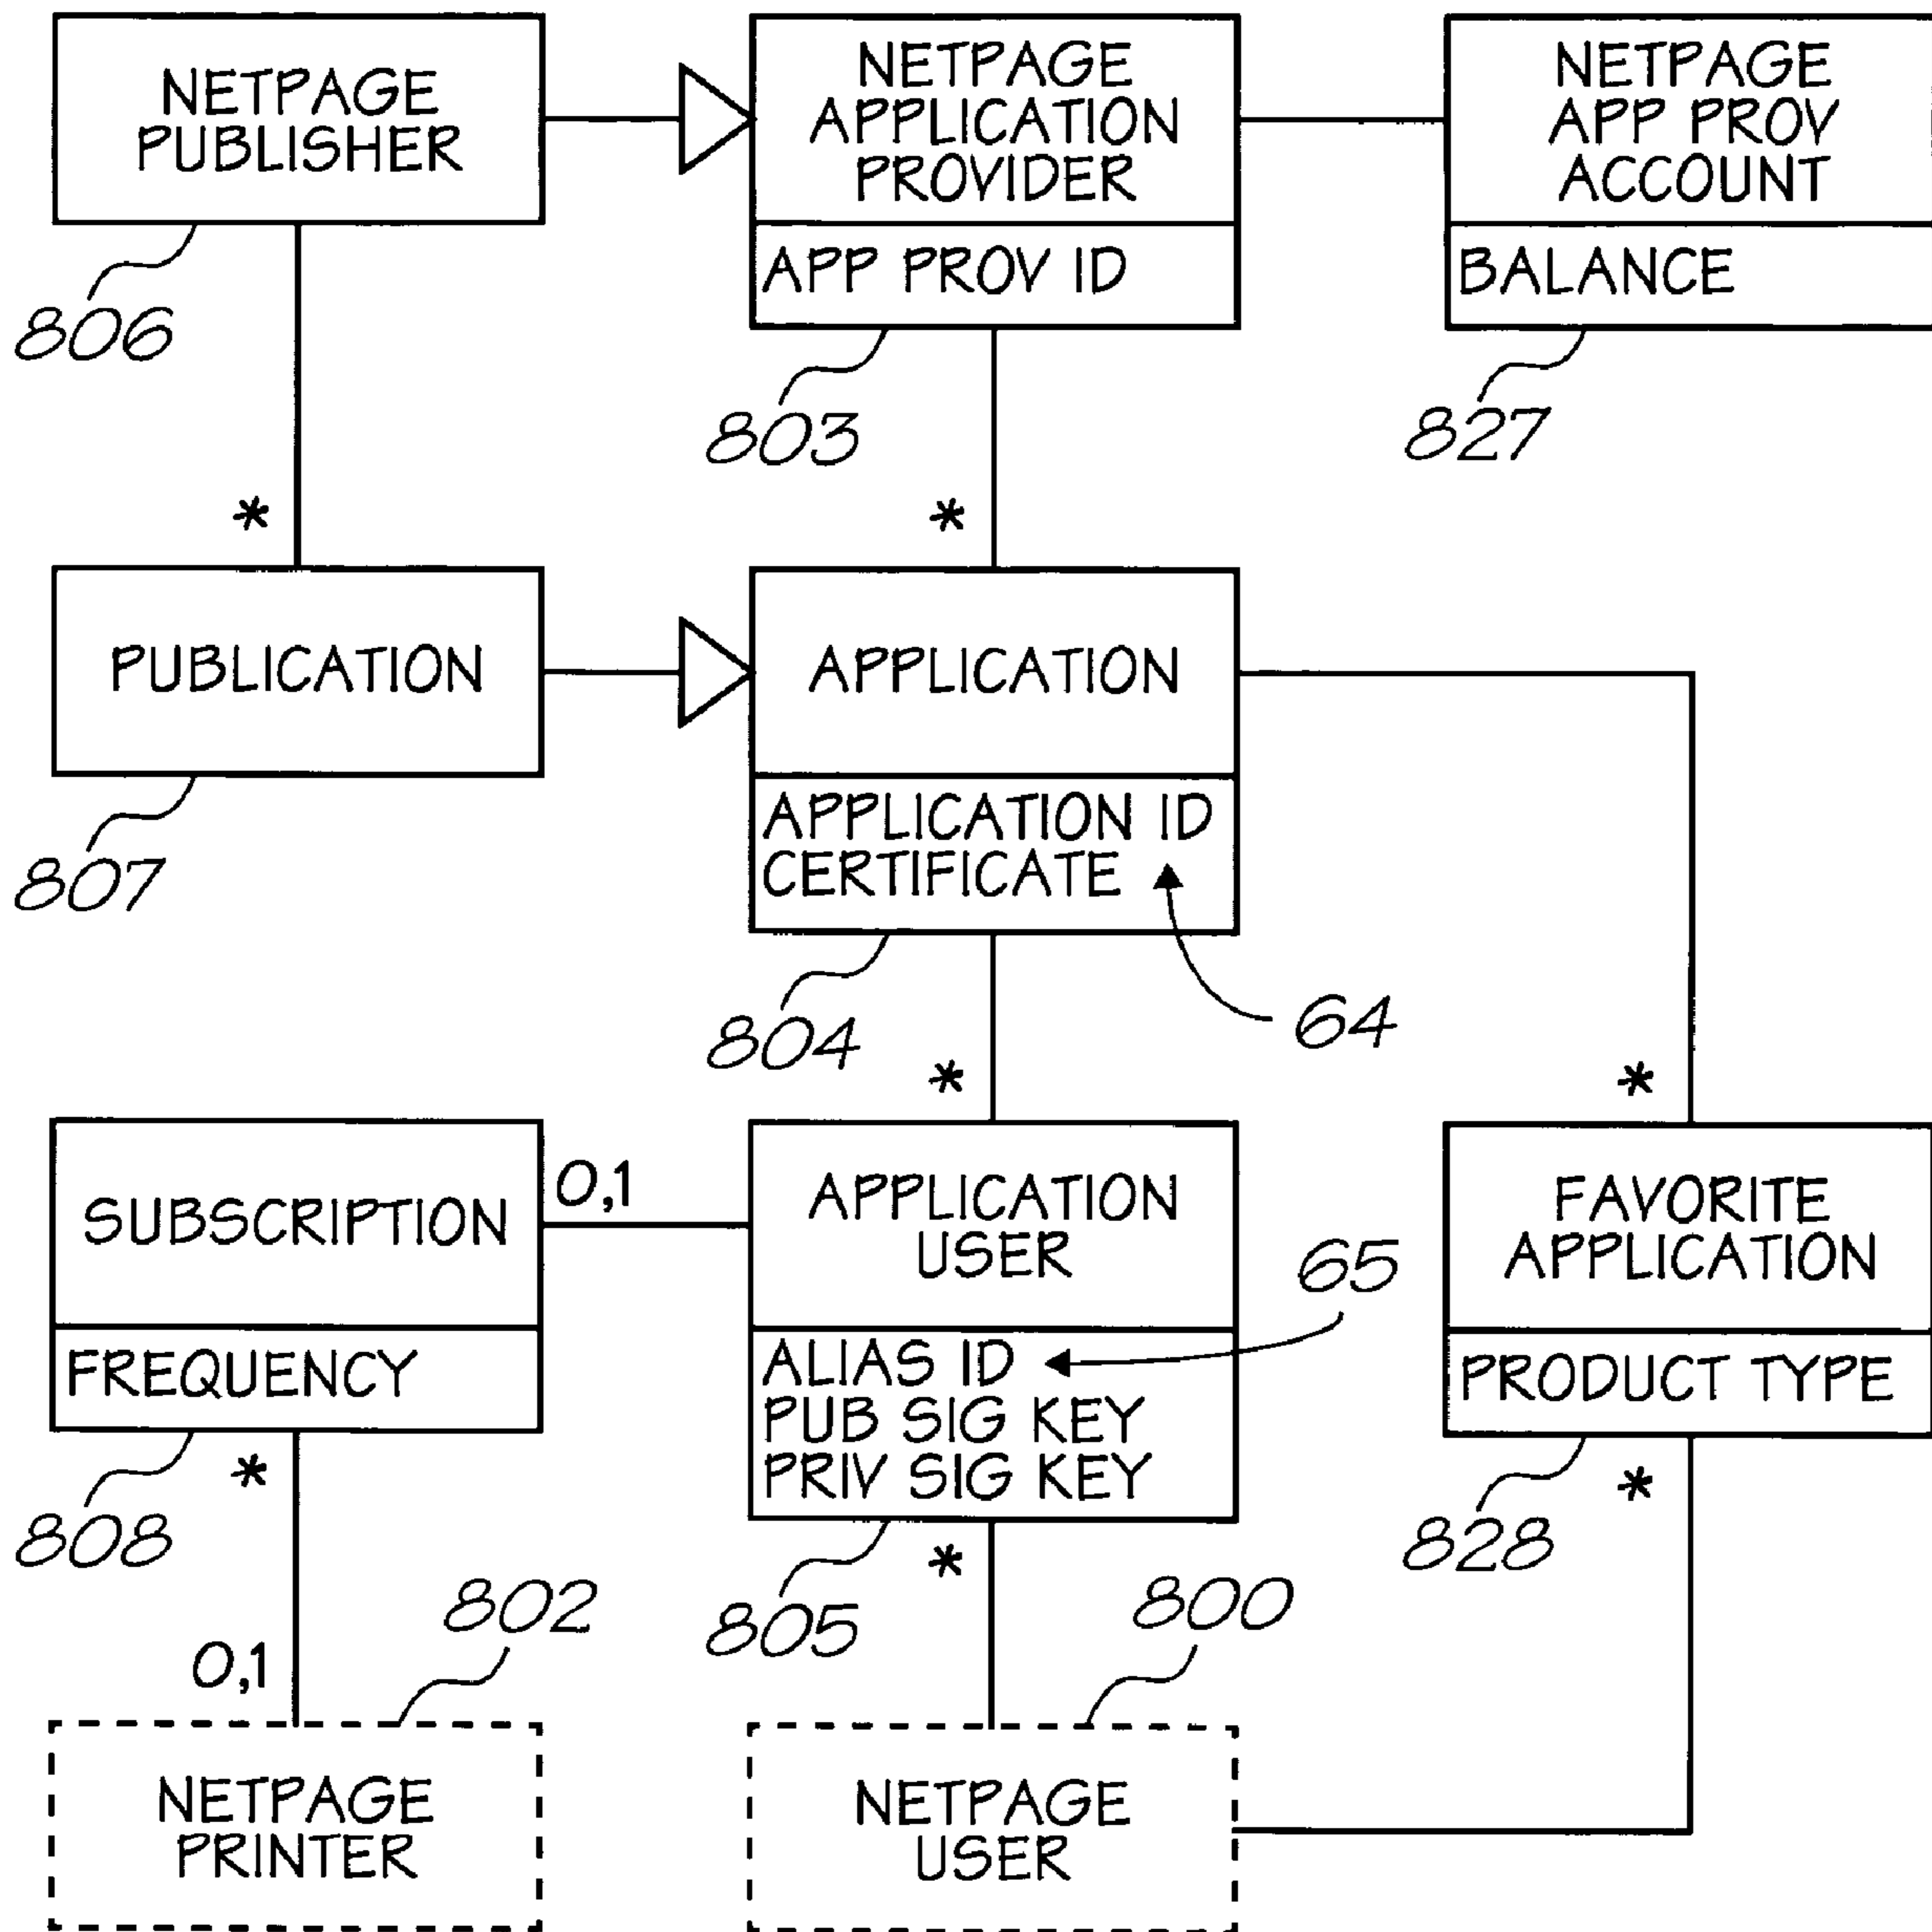 NETPAGE
PUBLISHER
806
NETPAGE
APPLICATION
PROVIDER
APP PROV ID
803
NETPAGE
APP PROV
ACCOUNT
BALANCE
827
*
*
PUBLICATION
807
APPLICATION
APPLICATION ID
CERTIFICATE
804
64
*
*
SUBSCRIPTION
FREQUENCY
808
0,1
APPLICATION
USER
ALIAS ID
PUB SIG KEY
PRIV SIG KEY
805
65
FAVORITE
APPLICATION
PRODUCT TYPE
828
*
*
*
0,1
802
800
NETPAGE
PRINTER
NETPAGE
USER